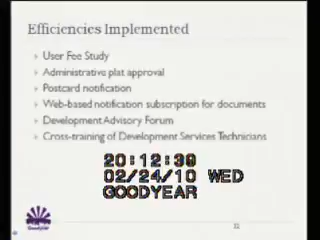 Efficiencies Implemented
User Fee Study
Administrative plat approval
Postcard notification
Web-based notification subscription for documents
Development Advisory Forum
Cross-training of Development Services Technicians
20:12:30
02/24/10 WED
GOODYEAR